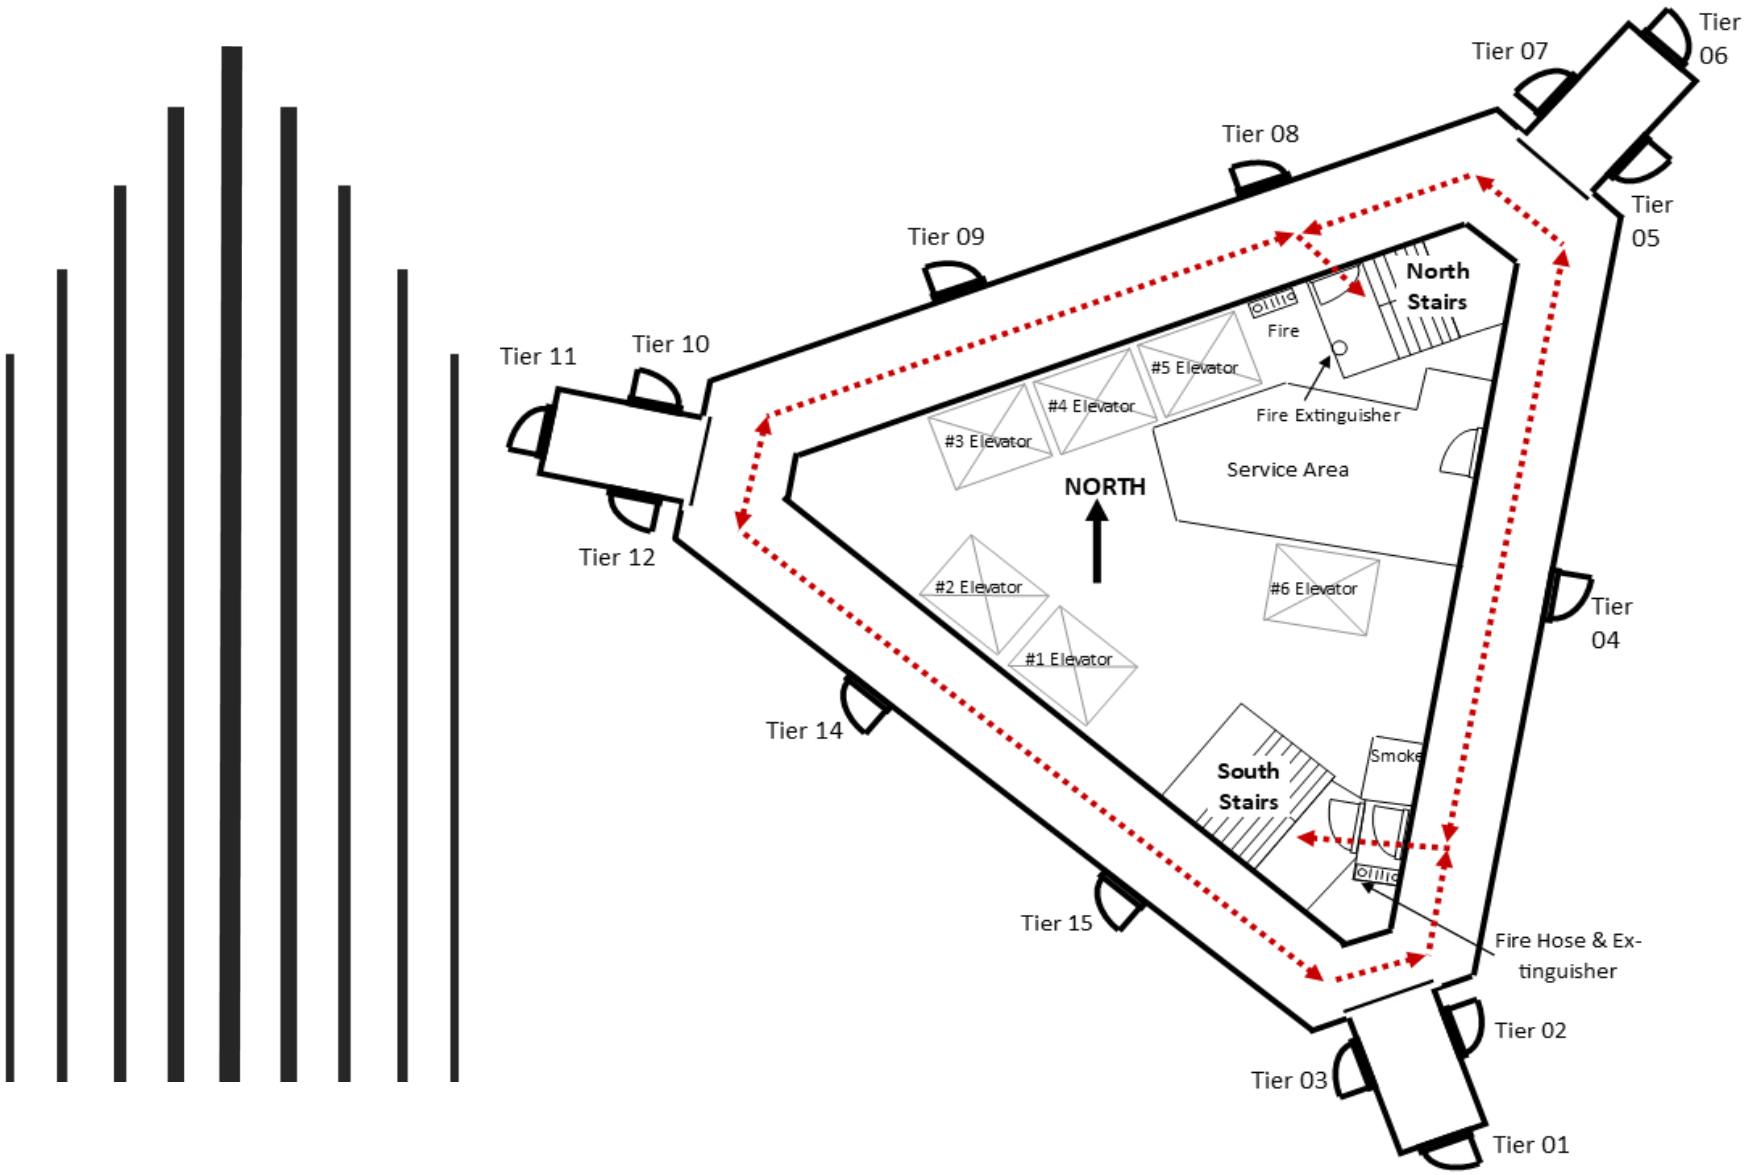 Tier
06
Tier 07
Tier 08
Tier
05
Tier 09
North
Stairs
Fire
Tier 10
Tier 11
#5 Elevator
#4 Elevator
Fire Extinguisher
#3 Elevator
Service Area
NORTH
Tier 12
#2 Elevator
#6 Elevator
Tier
04
#1 Elevator
Tier 14
Smoke
South
Stairs
Tier 15
Fire Hose & Ex-
tinguisher
Tier 02
Tier 03
Tier 01